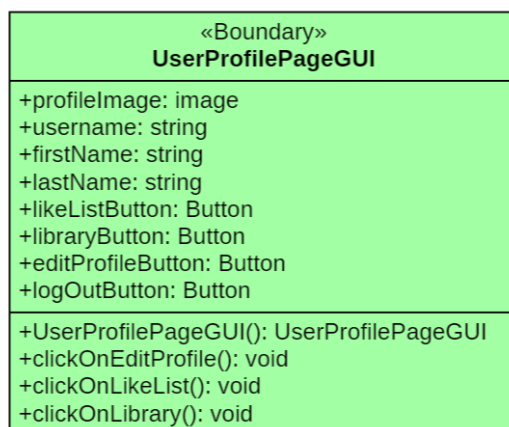 «Boundary»
UserProfilePageGUI
+profileImage: image
+username: string
+firstName: string
+lastName: string
+likeListButton: Button
+libraryButton: Button
+editProfileButton: Button
+logOutButton: Button
+UserProfilePageGUI(): UserProfilePageGUI
+clickOnEditProfile(): void
+clickOnLikeList(): void
+clickOnLibrary(): void